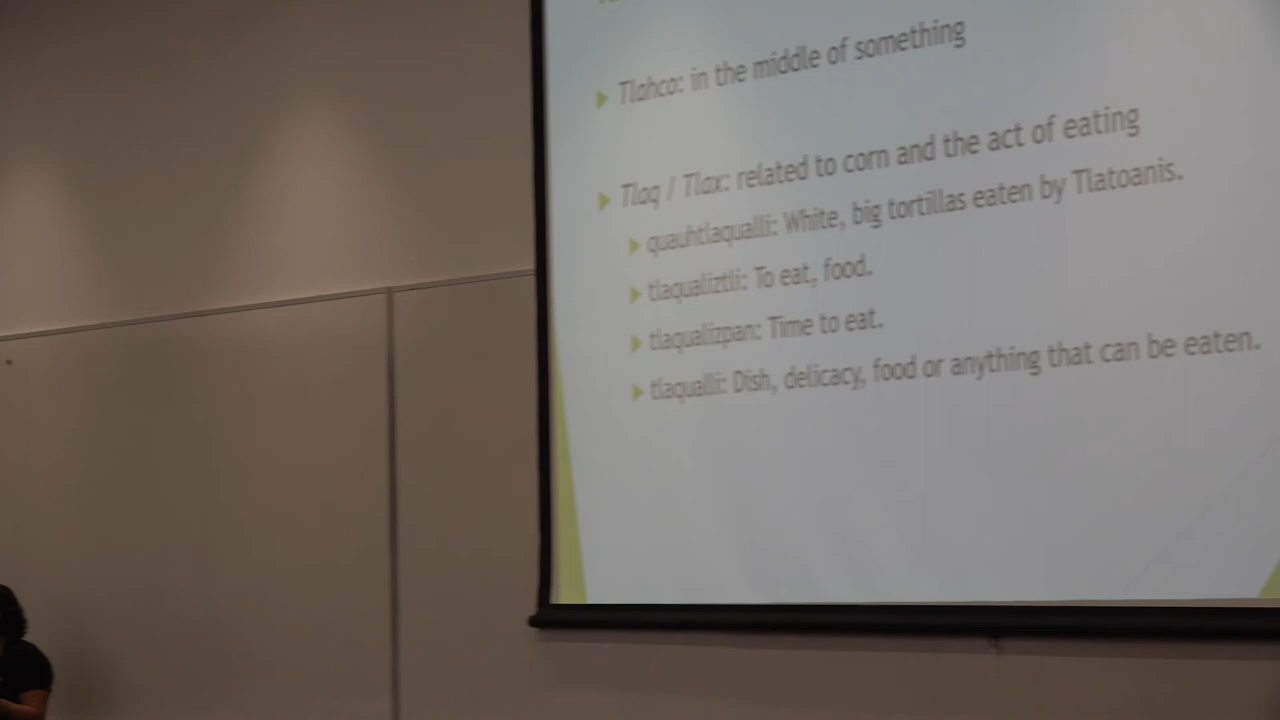 Tlahco: in the middle of something
Tlaq / Tlax: related to corn and the act of eating
quauhtlaqualli: White, big tortillas eaten by Tlatoanis.
tlaqualiztli: To eat, food.
tlaqualizpan: Time to eat.
tlaqualli: Dish, delicacy, food or anything that can be eaten.